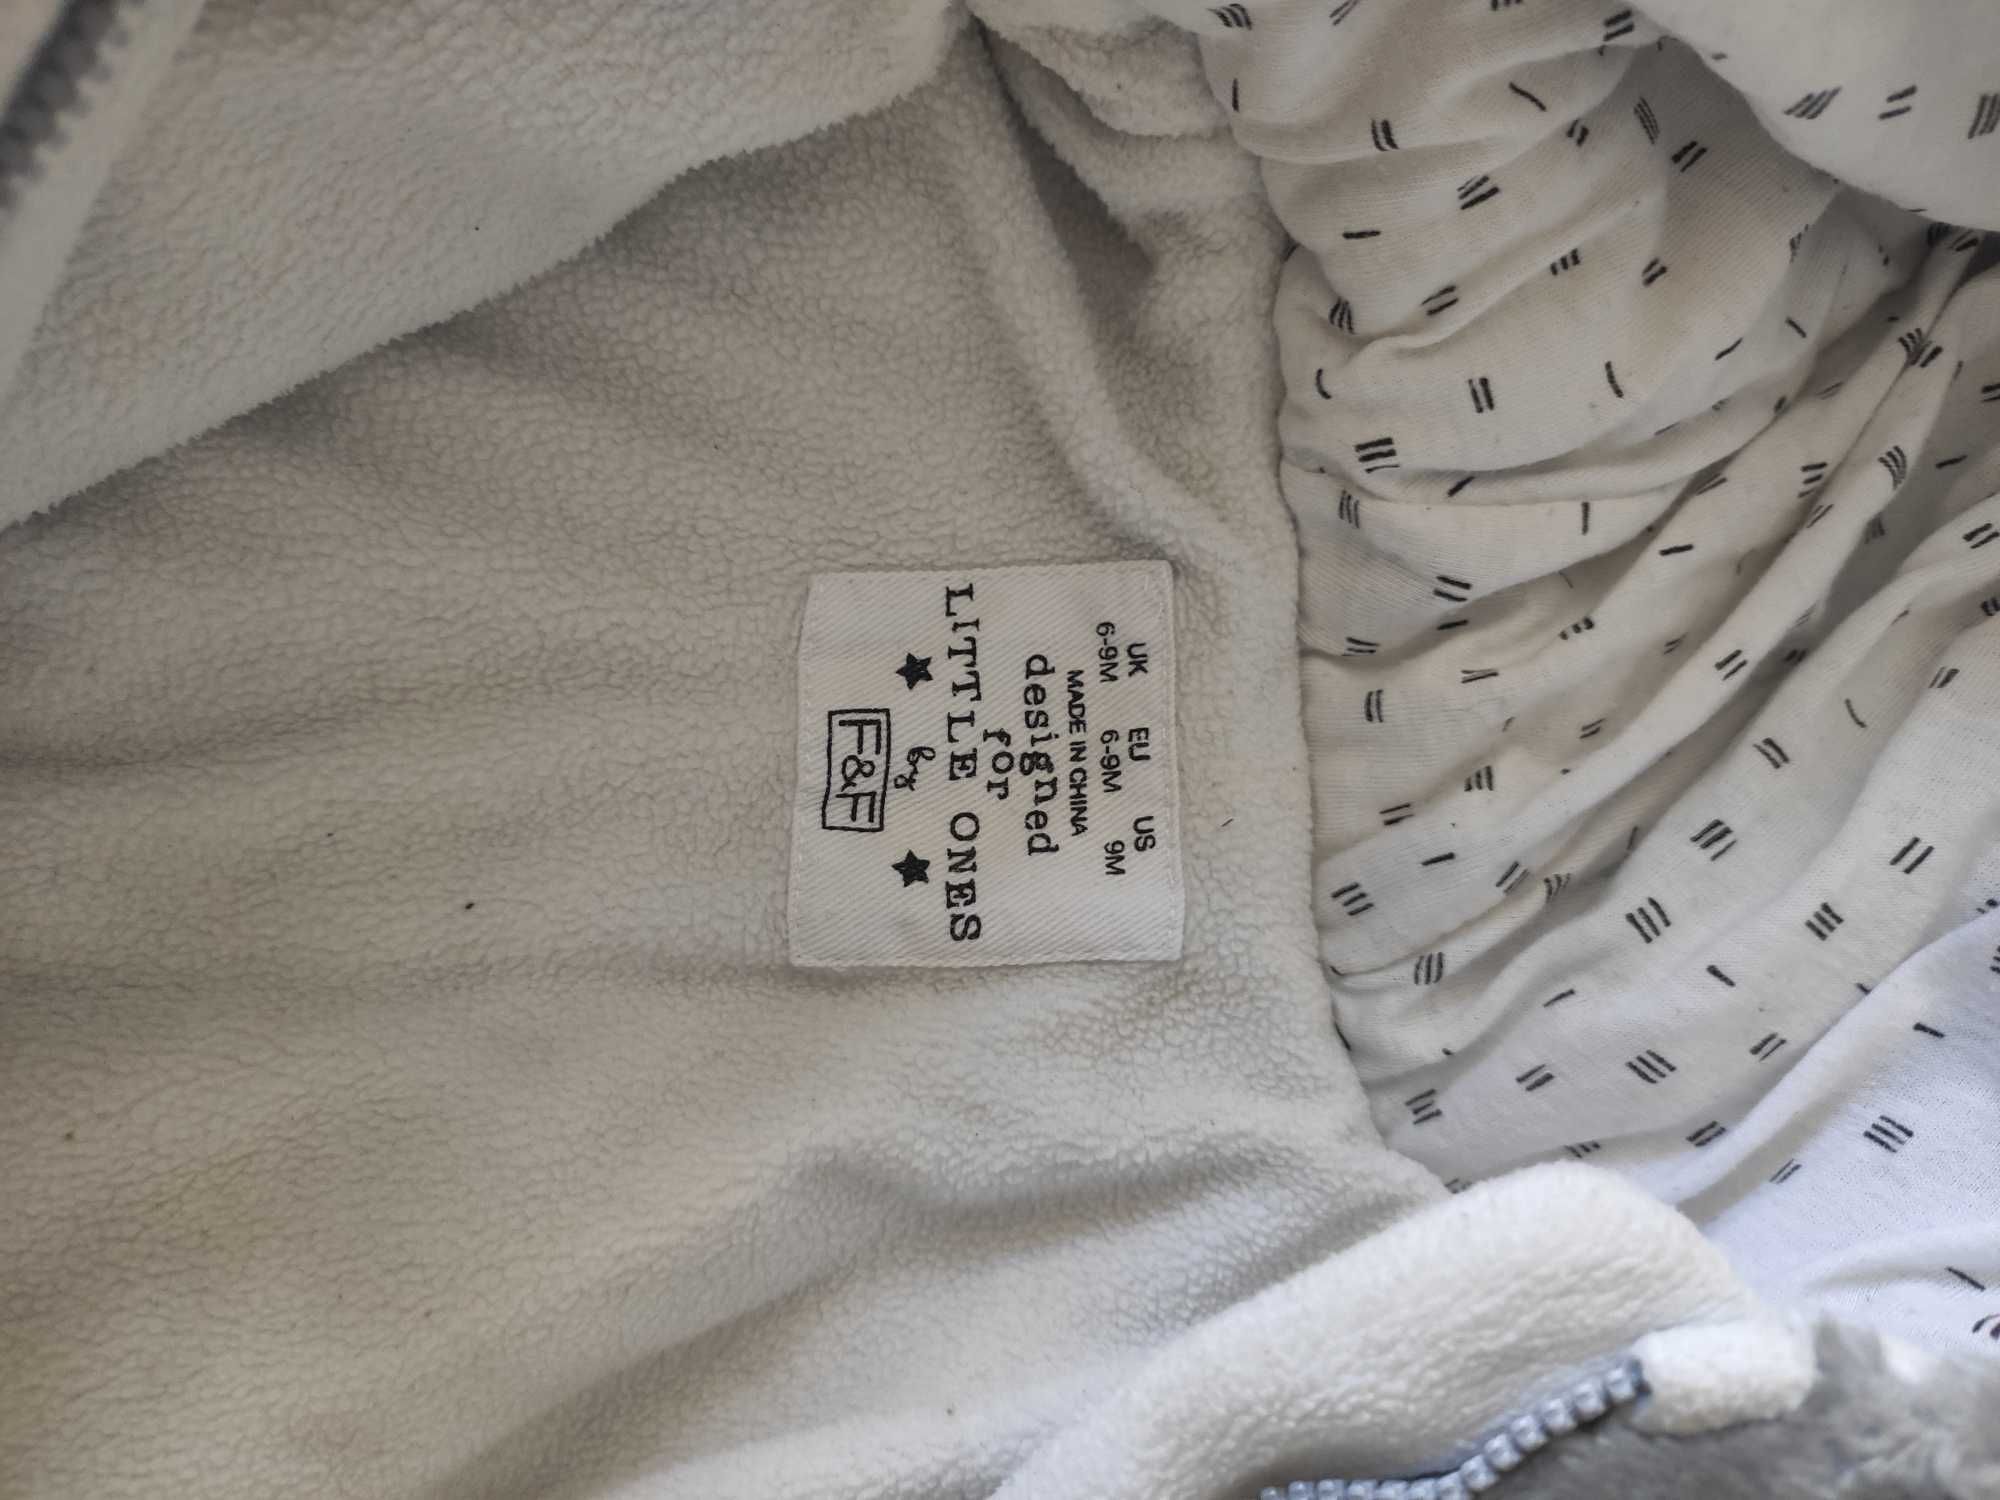 UK EU US
6-9M 6-9M 9M
MADE IN CHINA
designed
for
LITTLE ONES
by
F&F